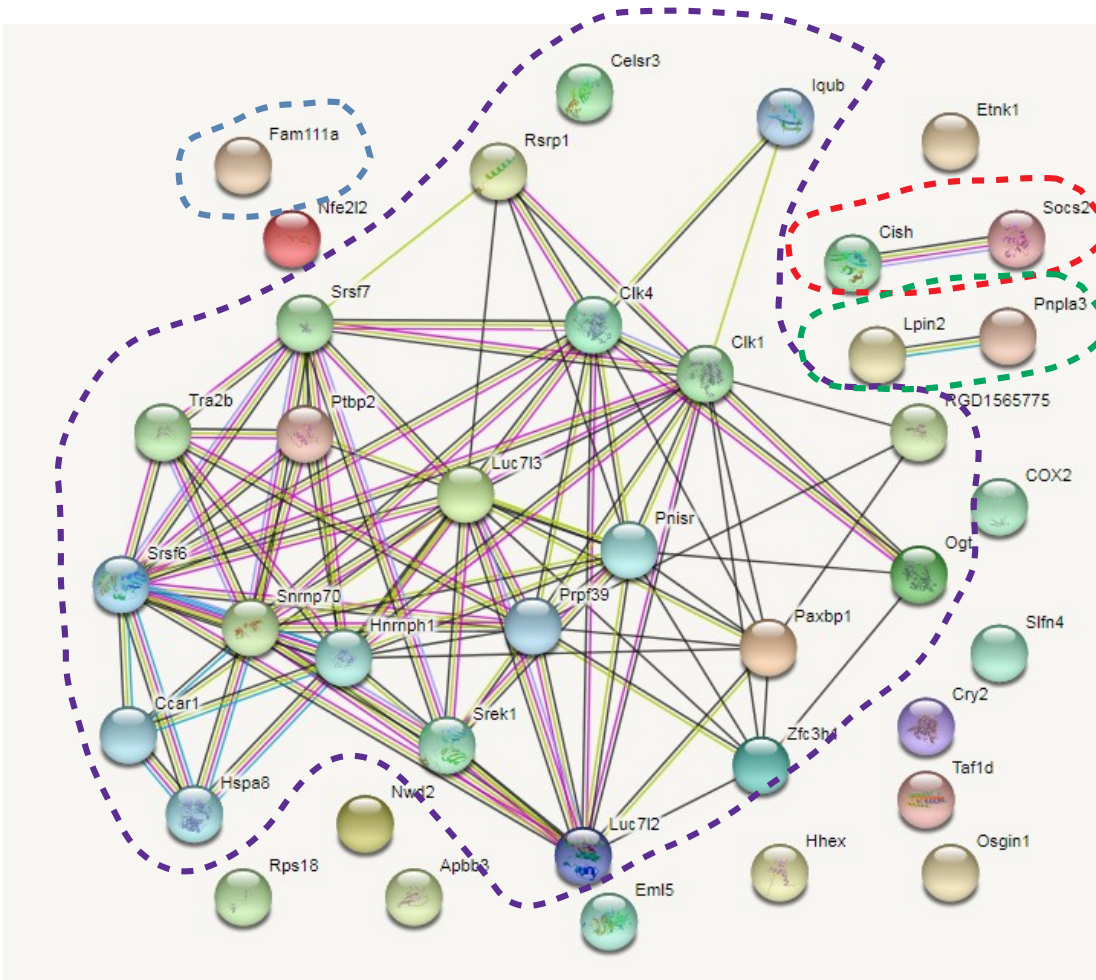 Celsr3
Iqub
Etnk1
Fam111a
Rsrp1
Nfe2l2
Socs2
Cish
Srsf7
Clk4
Pnpla3
Lpin2
Clk1
Tra2b
Ptbp2
RGD1565775
Luc7l3
COX2
Pnisr
Ogt
Srsf6
Snrnp70
Prpf39
Hnrnph1
Paxbp1
Slfn4
Ccar1
Srek1
Cry2
Zfc3h1
Hspa8
Taf1d
Nwd2
Luc7l2
Rps18
Apbb3
Hhex
Osgin1
Eml5